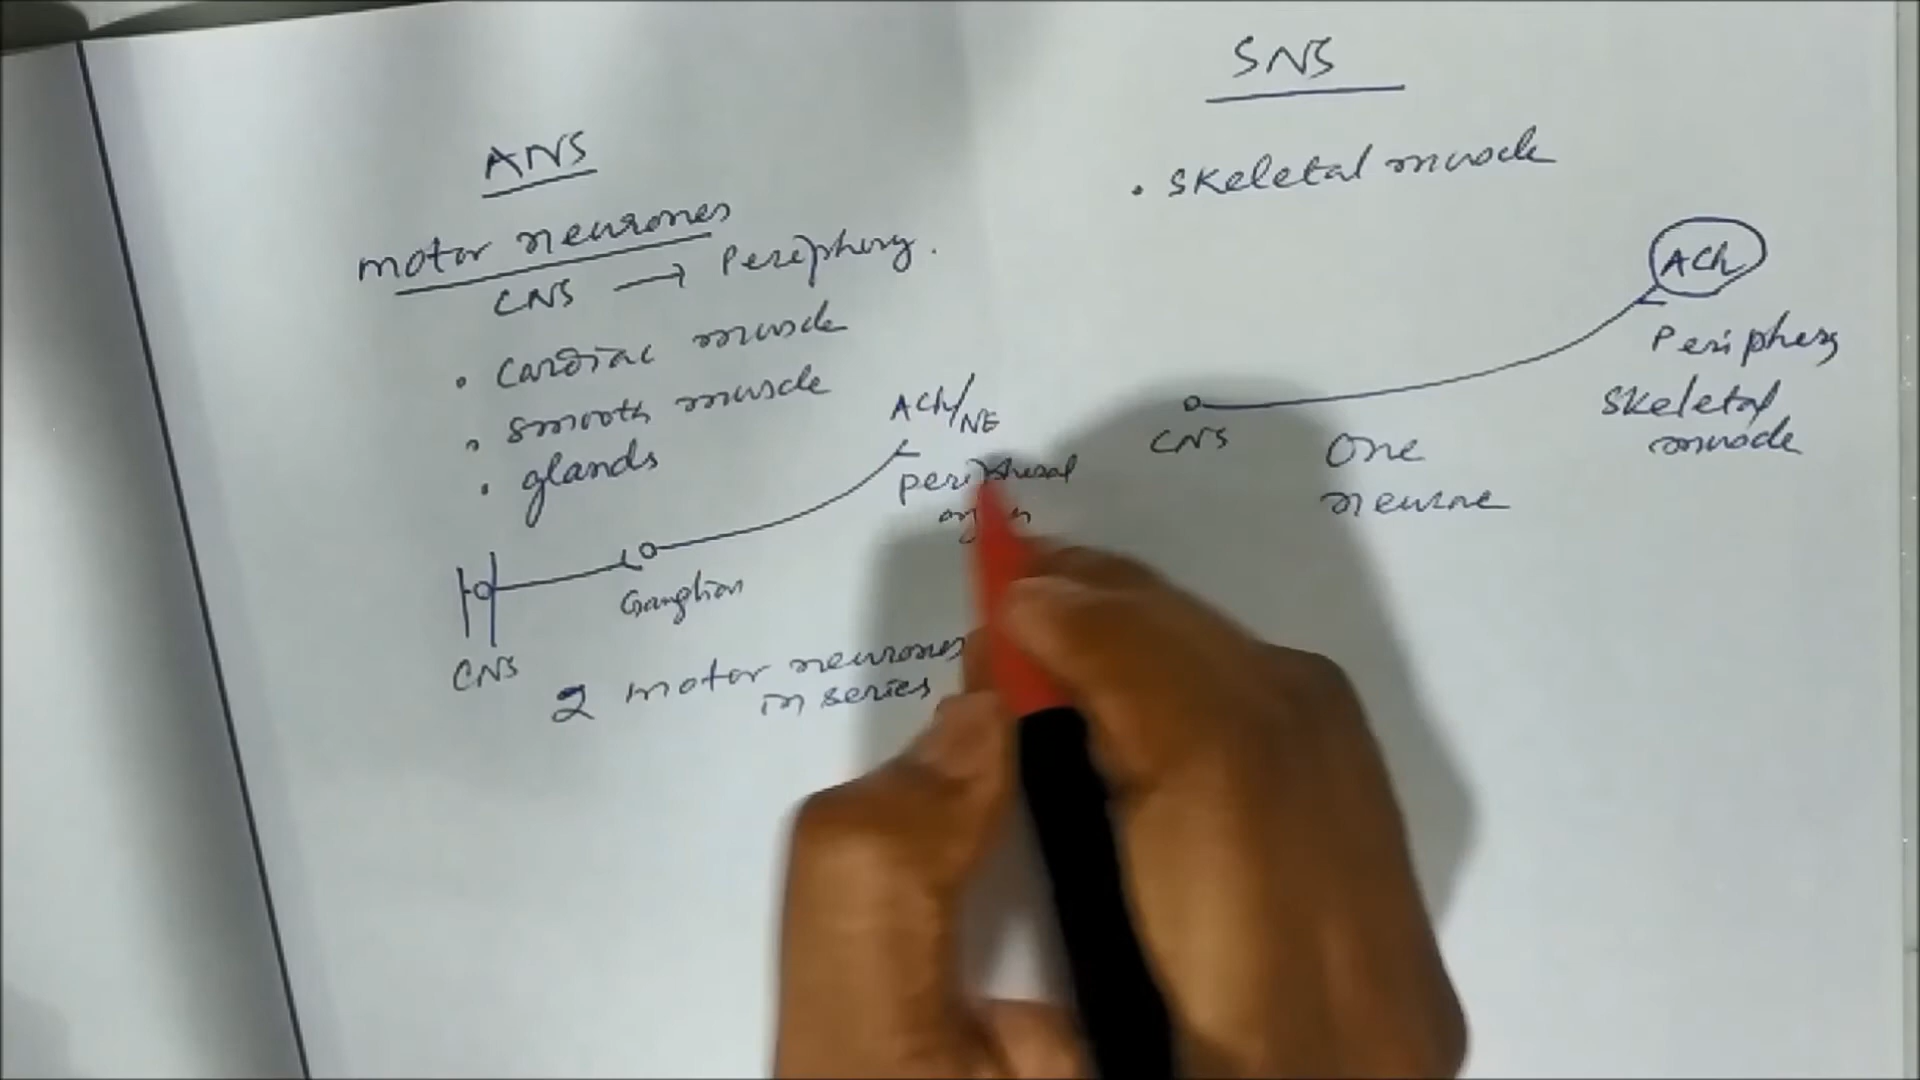 ANS
motor neurones
CNS → Periphery.
• cardiac muscle
• smooth muscle
• glands
ACh/NE
peripheral
Ganglion
CNS
2 motor neurones
in series
SNS
• skeletal muscle
ACh
Periphery
skeletal
muscle
CNS
One
neurone